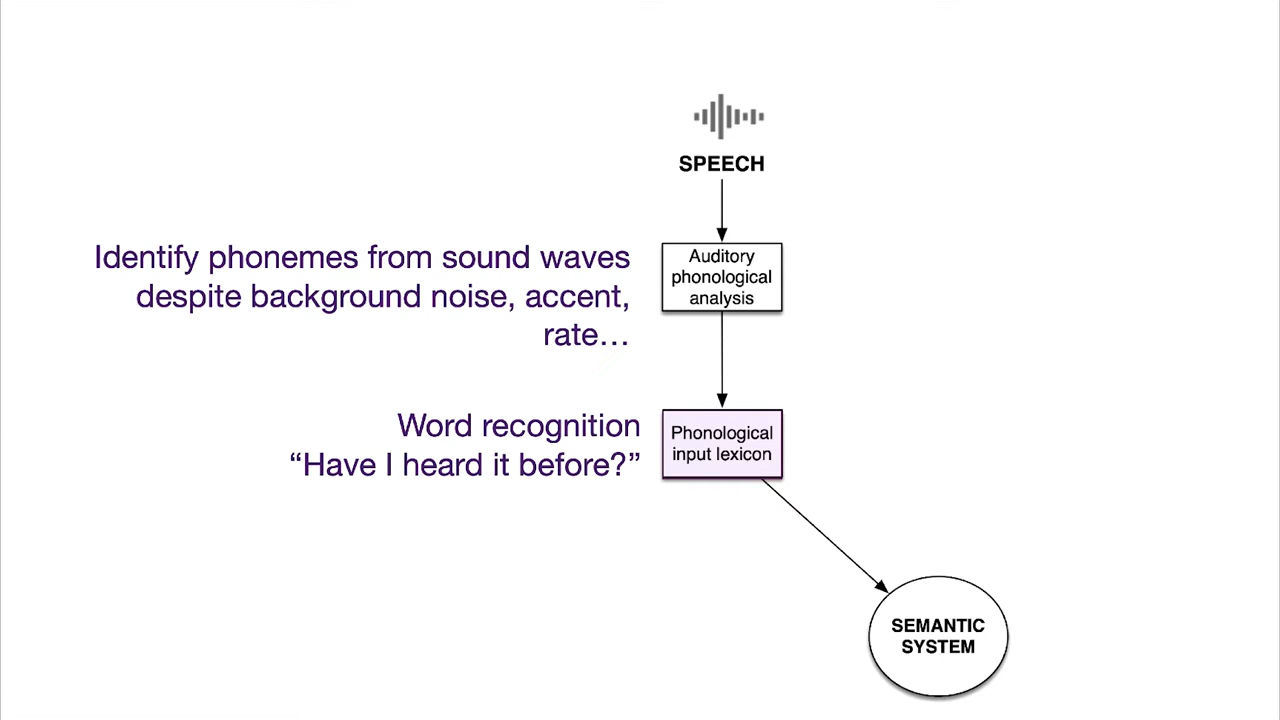 SPEECH
Identify phonemes from sound waves
despite background noise, accent,
rate…
Auditory
phonological
analysis
Word recognition
“Have I heard it before?”
Phonological
input lexicon
SEMANTIC
SYSTEM